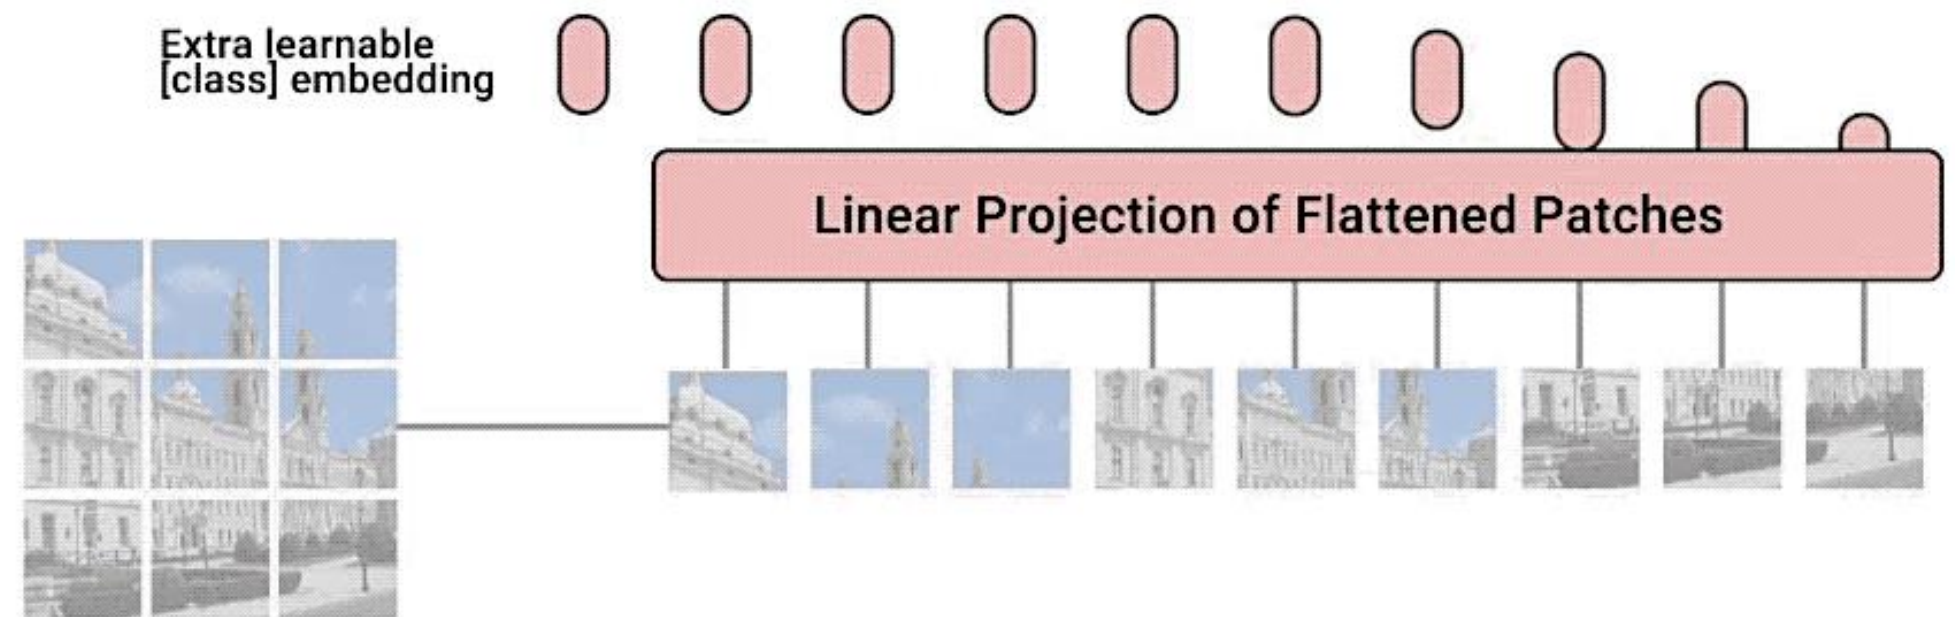 Extra learnable
[class] embedding
Linear Projection of Flattened Patches